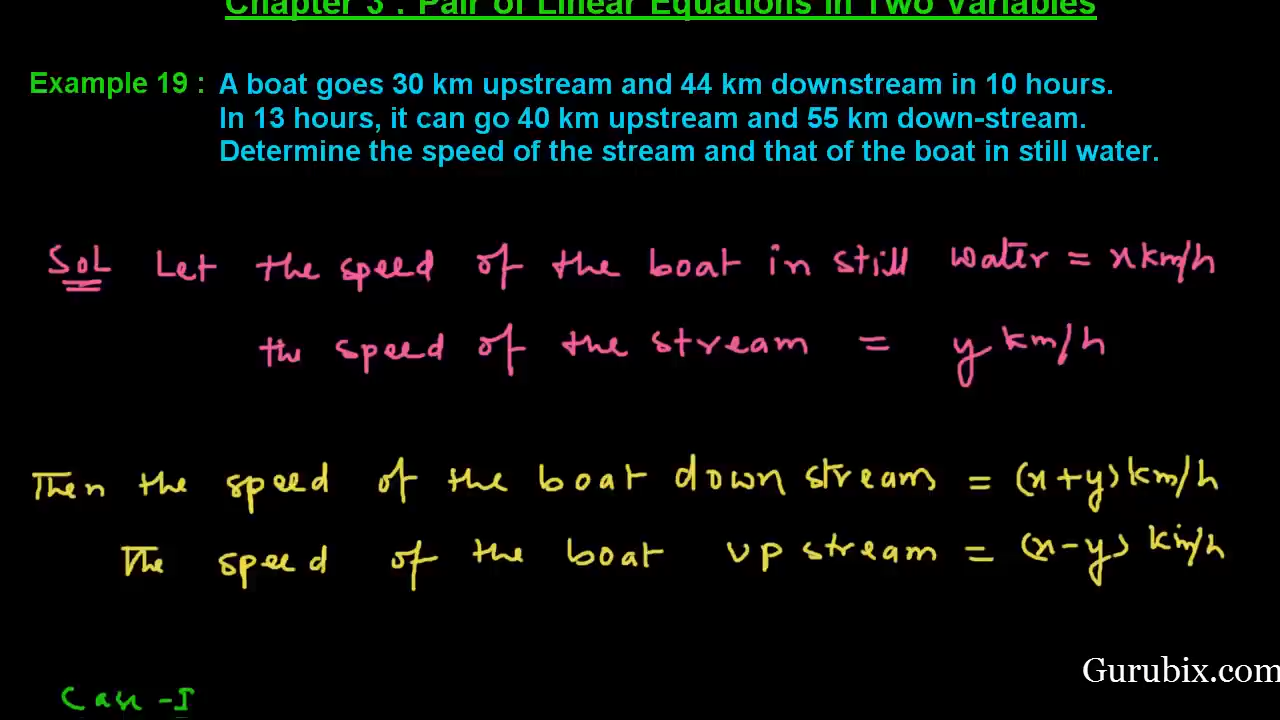 Chapter 3 : Pair of Linear Equations in Two Variables
Example 19 : A boat goes 30 km upstream and 44 km downstream in 10 hours.
In 13 hours, it can go 40 km upstream and 55 km down-stream.
Determine the speed of the stream and that of the boat in still water.
Sol Let the speed of the boat in still water = x km/h
the speed of the stream = y km/h
Then the speed of the boat down stream = (x+y) km/h
The speed of the boat up stream = (x-y) km/h
Gurubix.com
Case -I